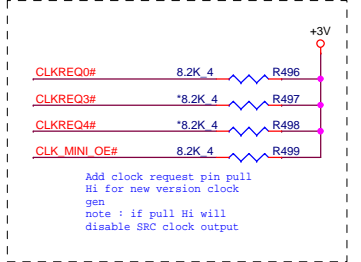 +3V
CLKREQ0# 8.2K_4 R496
CLKREQ3# *8.2K_4 R497
CLKREQ4# *8.2K_4 R498
CLK_MINI_OE# 8.2K_4 R499
Add clock request pin pull
Hi for new version clock
gen
note : if pull Hi will
disable SRC clock output